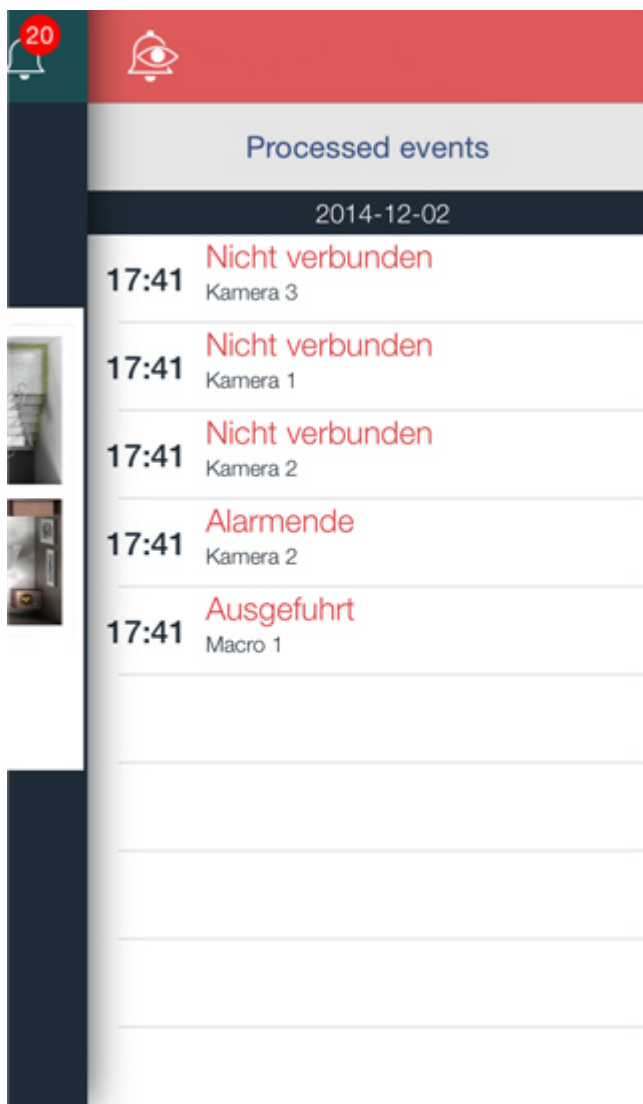 20
Processed events
2014-12-02
17:41 Nicht verbunden
Kamera 3
17:41 Nicht verbunden
Kamera 1
17:41 Nicht verbunden
Kamera 2
17:41 Alarmende
Kamera 2
17:41 Ausgefuhrt
Macro 1